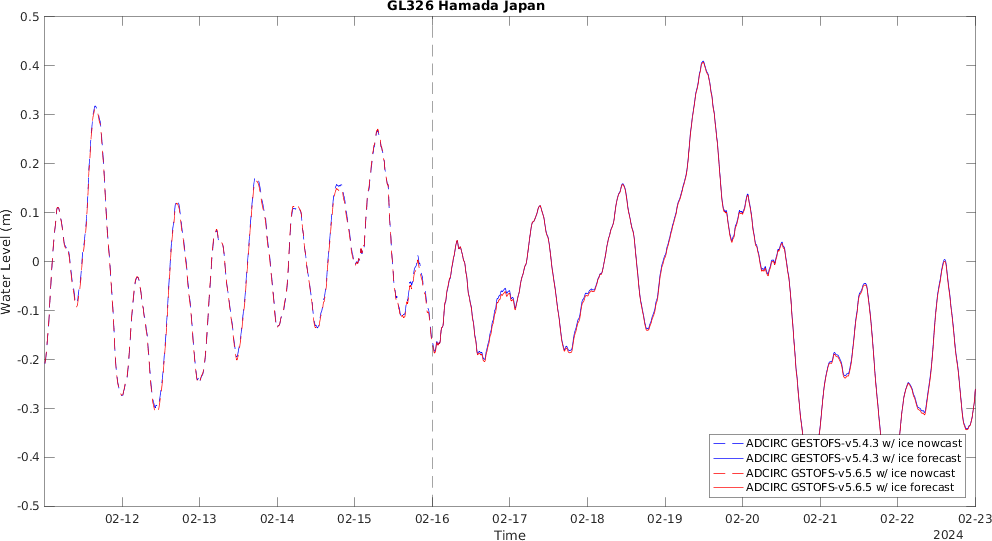 GL326 Hamada Japan
0.5
0.4
0.3
0.2
0.1
0
-0.1
-0.2
-0.3
-0.4
-0.5
Water Level (m)
ADCIRC GESTOFS-v5.4.3 w/ ice nowcast
ADCIRC GESTOFS-v5.4.3 w/ ice forecast
ADCIRC GSTOFS-v5.6.5 w/ ice nowcast
ADCIRC GSTOFS-v5.6.5 w/ ice forecast
02-12 02-13 02-14 02-15 02-16 02-17 02-18 02-19 02-20 02-21 02-22 02-23
Time
2024